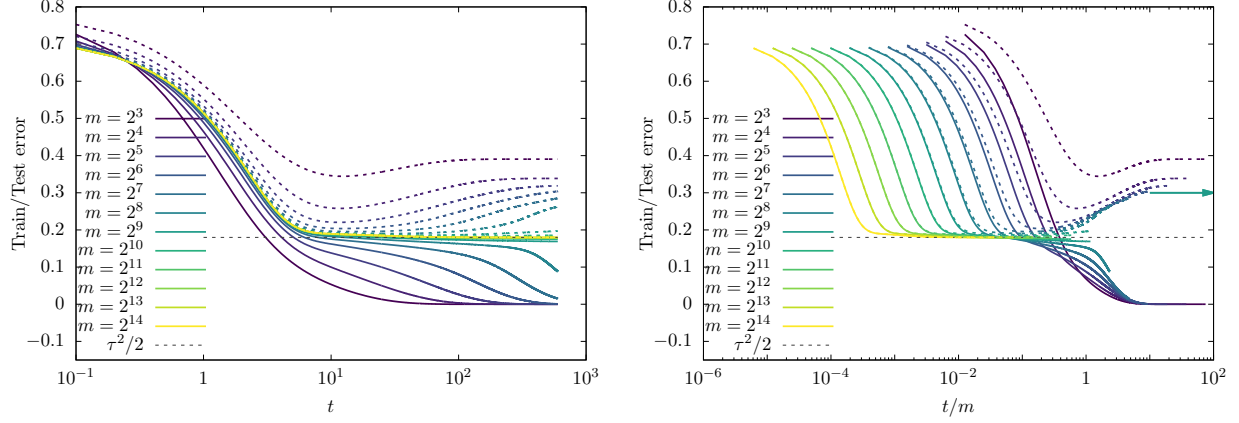 Train/Test error
0.8
0.7
0.6
0.5
0.4
0.3
0.2
0.1
0
−0.1
m = 2^3
m = 2^4
m = 2^5
m = 2^6
m = 2^7
m = 2^8
m = 2^9
m = 2^10
m = 2^11
m = 2^12
m = 2^13
m = 2^14
τ^2/2
10^−1 1 10^1 10^2 10^3
t
Train/Test error
0.8
0.7
0.6
0.5
0.4
0.3
0.2
0.1
0
−0.1
m = 2^3
m = 2^4
m = 2^5
m = 2^6
m = 2^7
m = 2^8
m = 2^9
m = 2^10
m = 2^11
m = 2^12
m = 2^13
m = 2^14
τ^2/2
10^−6 10^−4 10^−2 1 10^2
t/m